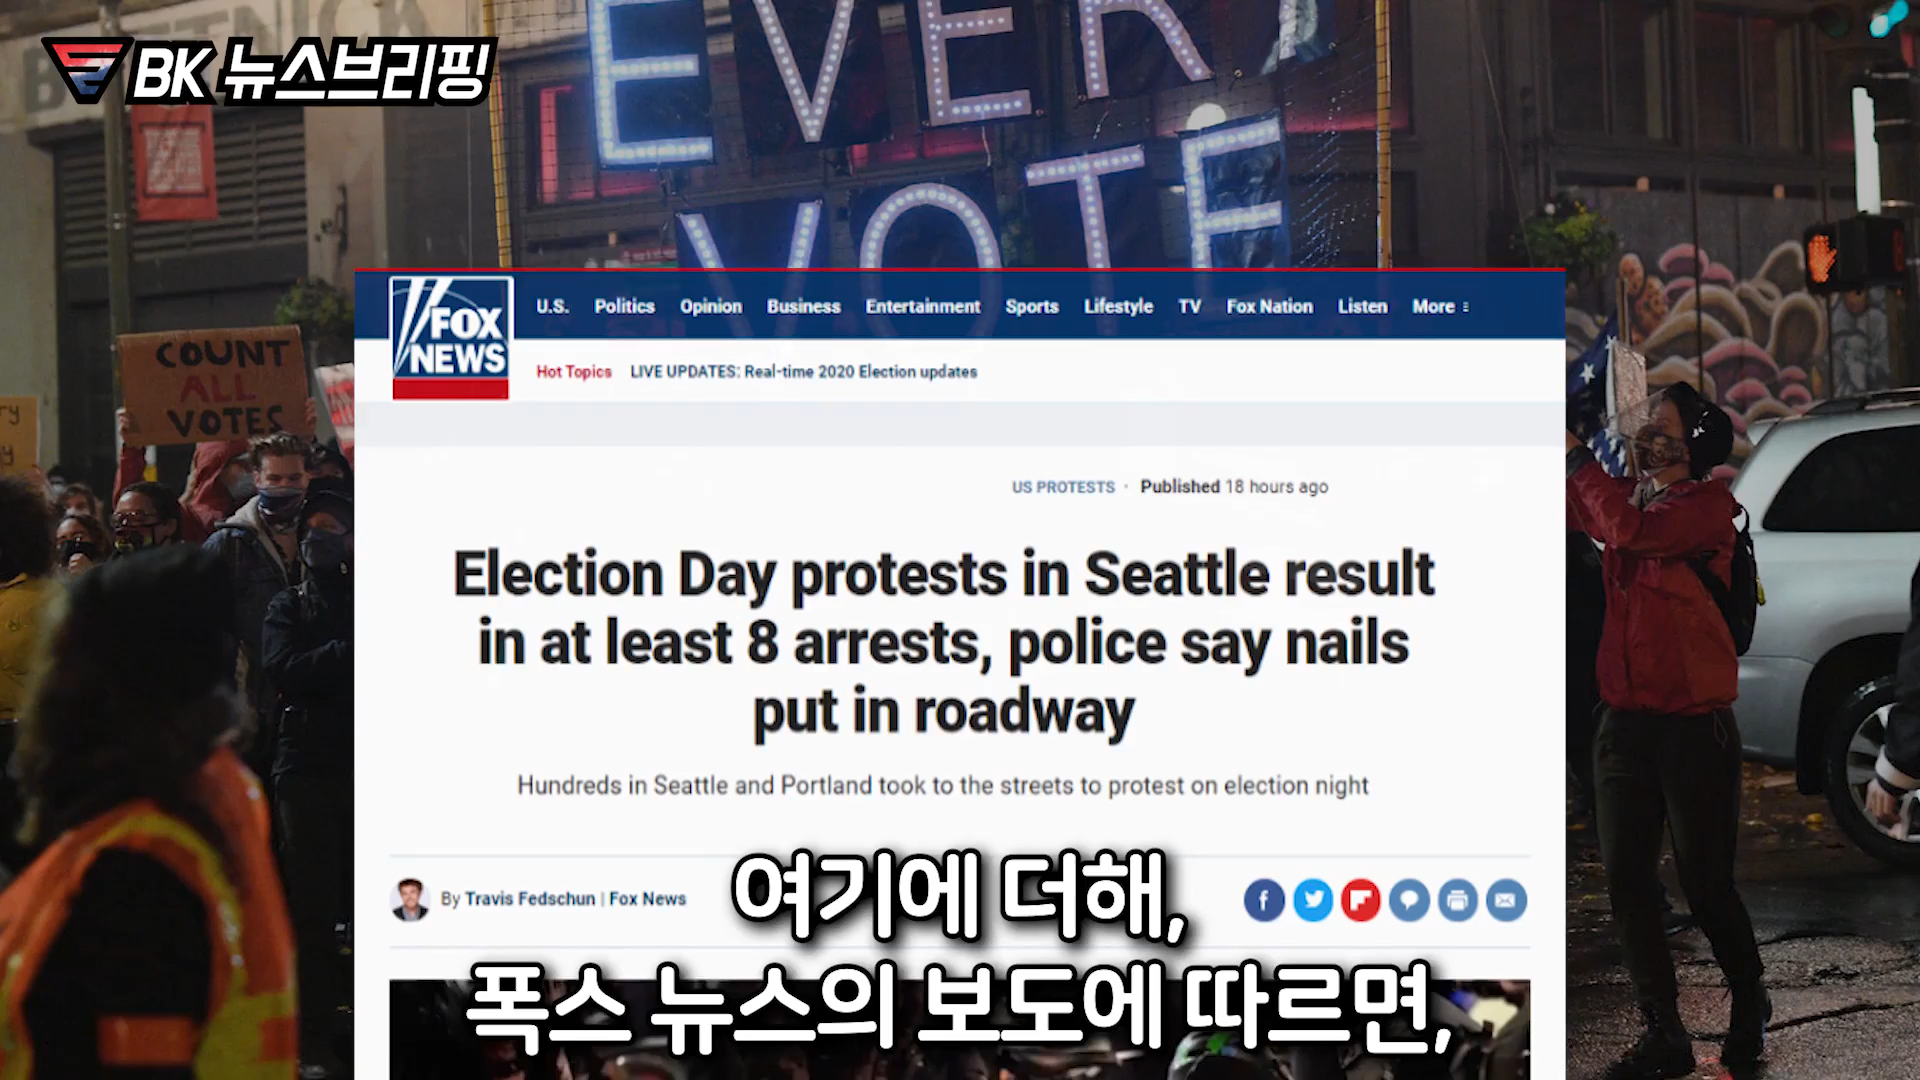 BK 뉴스브리핑
EVERY
VOTE
COUNT
ALL
VOTES
FOX
NEWS
U.S. Politics Opinion Business Entertainment Sports Lifestyle TV Fox Nation Listen More
Hot Topics LIVE UPDATES: Real-time 2020 Election updates
US PROTESTS · Published 18 hours ago
Election Day protests in Seattle result
in at least 8 arrests, police say nails
put in roadway
Hundreds in Seattle and Portland took to the streets to protest on election night
By Travis Fedschun | Fox News
여기에 더해,
폭스 뉴스의 보도에 따르면,